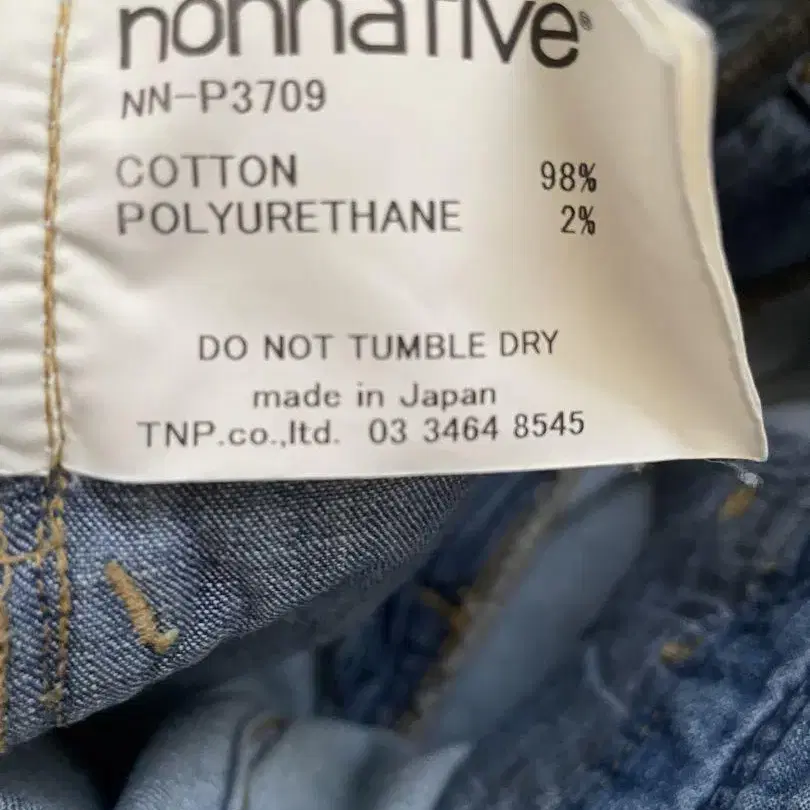 nonnative®
NN-P3709
COTTON 98%
POLYURETHANE 2%
DO NOT TUMBLE DRY
made in Japan
TNP.co.,ltd. 03 3464 8545